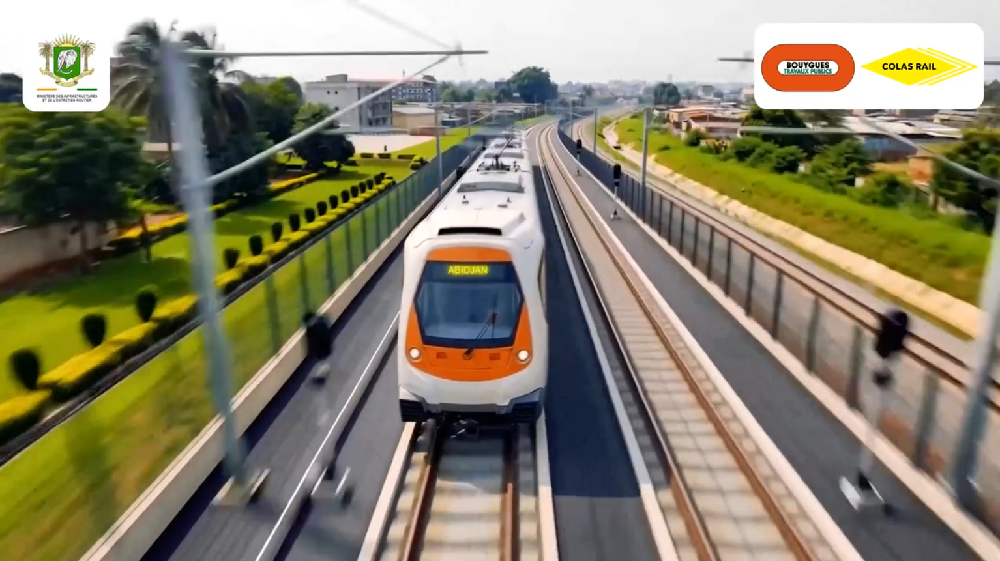 MINISTERE DES INFRASTRUCTURES
ET DE L'ENTRETIEN ROUTIER
BOUYGUES
TRAVAUX PUBLICS
COLAS RAIL
ABIDJAN